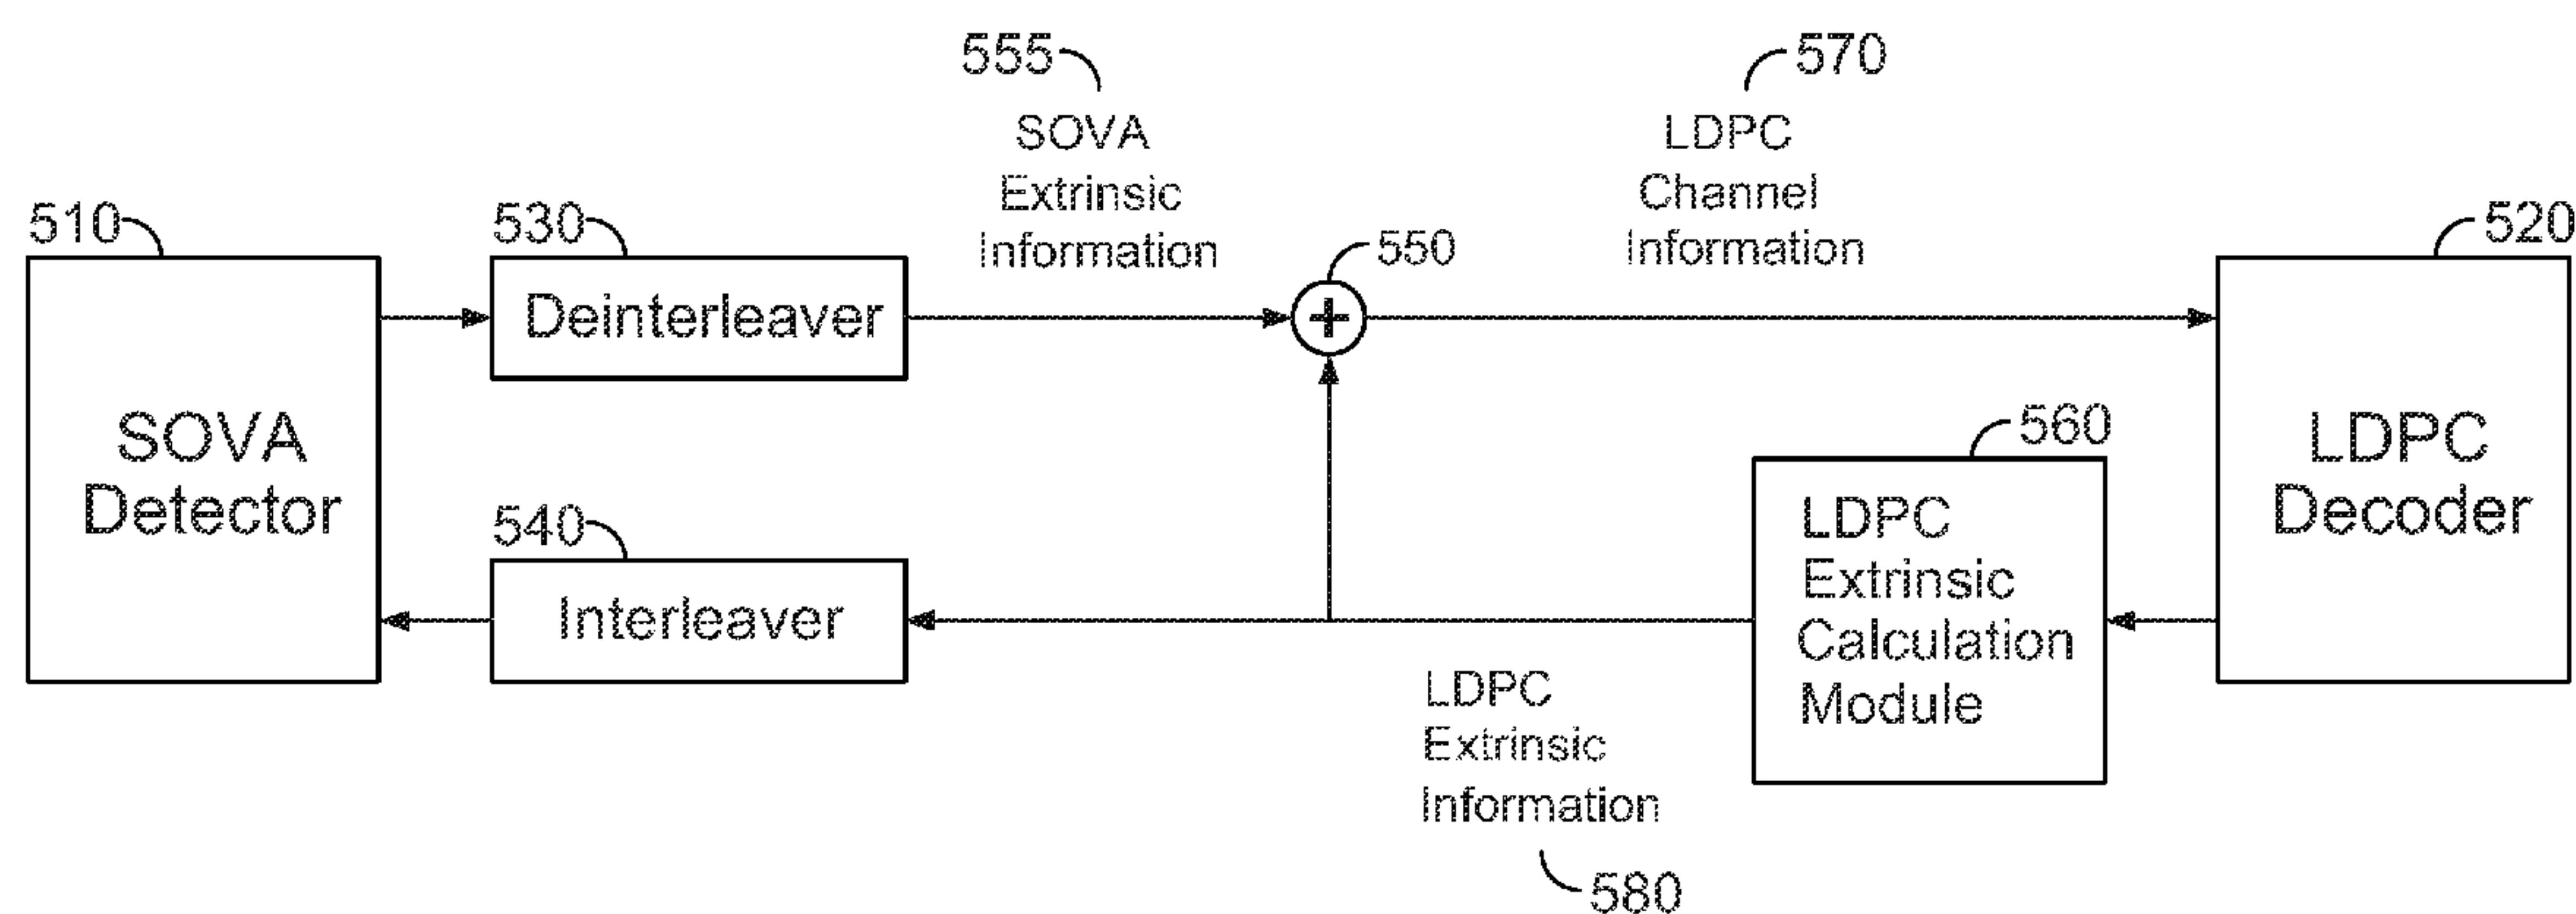 555
SOVA
Extrinsic
Information
570
LDPC
Channel
Information
510
SOVA
Detector
530
Deinterleaver
550
+
520
LDPC
Decoder
540
Interleaver
560
LDPC
Extrinsic
Calculation
Module
LDPC
Extrinsic
Information
580